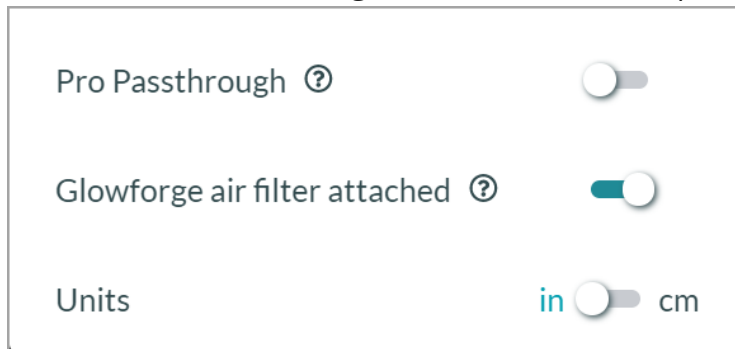 Pro Passthrough ?
Glowforge air filter attached ?
Units in cm